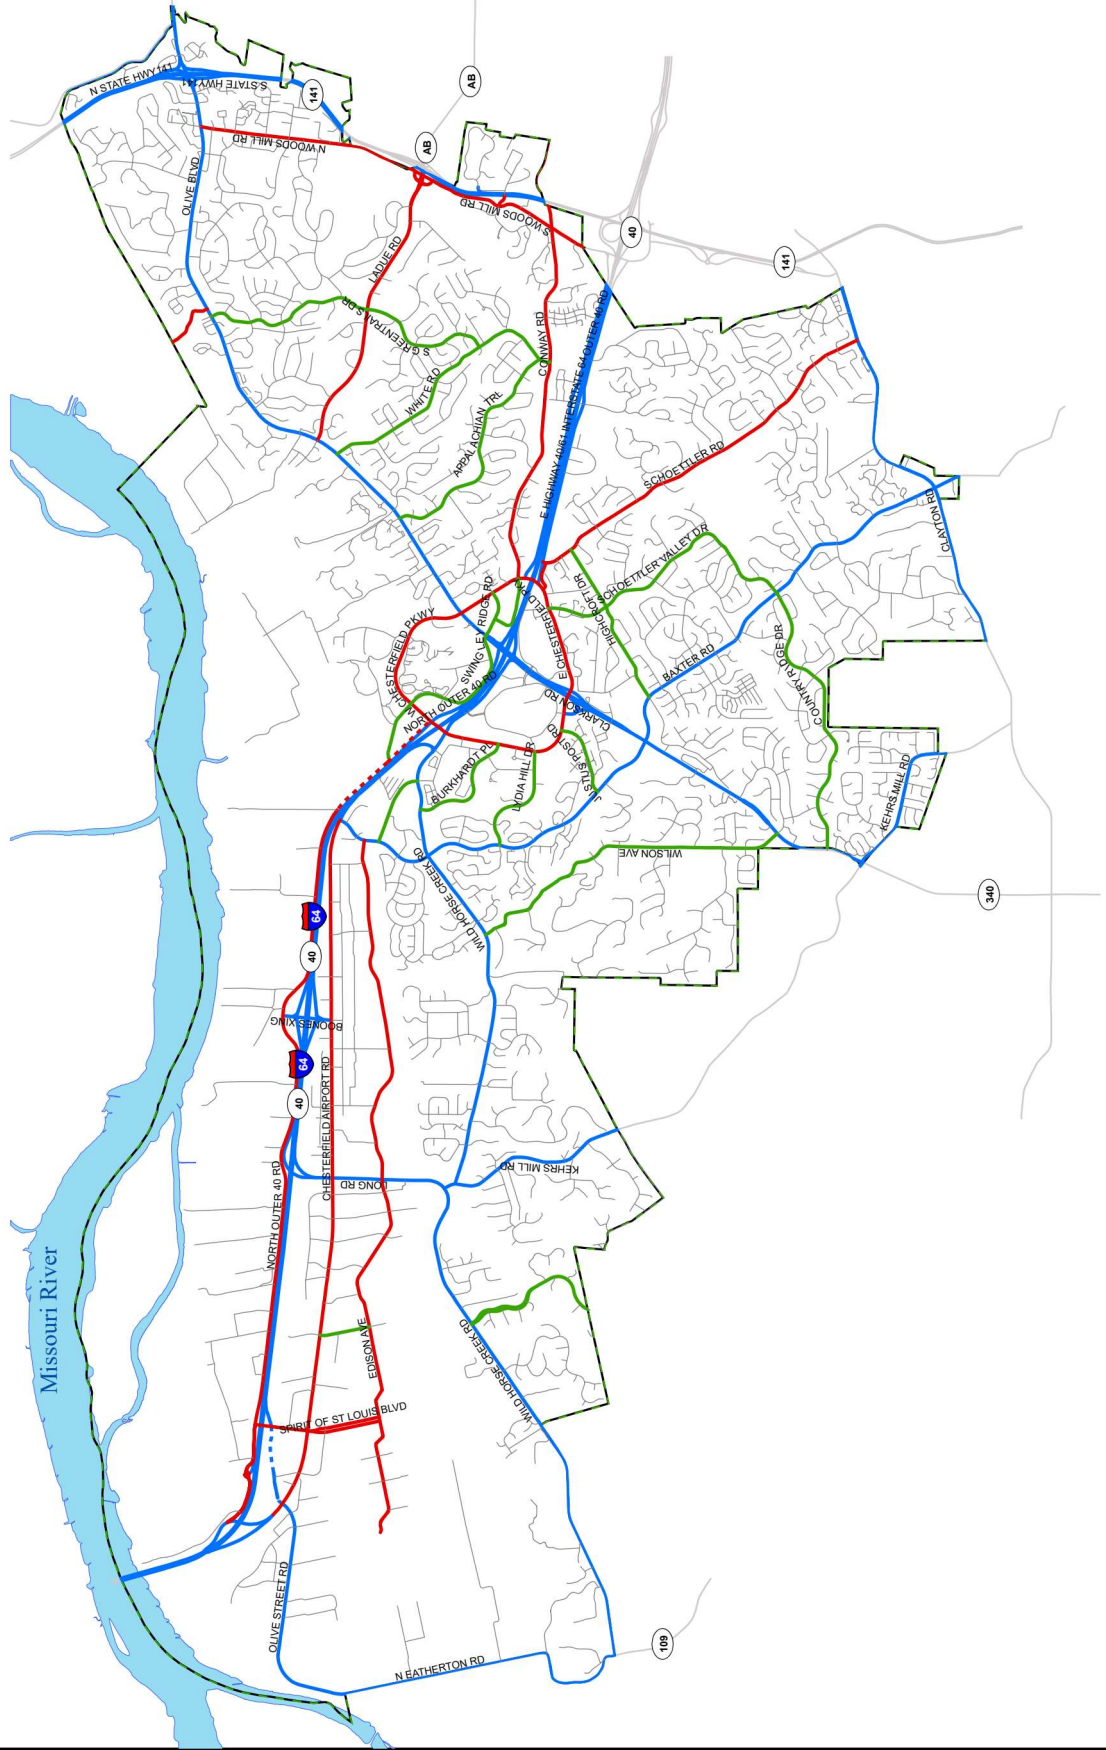 N STATE HWY 141
S STATE HWY 141
141
AB
AB
N WOODS MILL RD
OLIVE BLVD
S WOODS MILL RD
LADUE RD
40
141
S GREENTRAILS DR
CONWAY RD
WHITE RD
APPALACHIAN TRL
E HIGHWAY 40/61 INTERSTATE 64 OUTER 40 RD
SCHOETTLER RD
CLAYTON RD
SCHOETTLER VALLEY DR
HIGHCROFT DR
SWINGLEY RIDGE RD
W CHESTERFIELD PKWY
E CHESTERFIELD PKY
NORTH OUTER 40 RD
BAXTER RD
COUNTRY RIDGE DR
CLARKSON RD
JUSTUS POST RD
BURKHARDT PL
LYDIA HILL DR
KEHRS MILL RD
WILSON AVE
WILD HORSE CREEK RD
340
64
40
BOONES XING
64
40
CHESTERFIELD AIRPORT RD
KEHRS MILL RD
LONG RD
NORTH OUTER 40 RD
Missouri River
EDISON AVE
WILD HORSE CREEK RD
SPIRIT OF ST LOUIS BLVD
OLIVE STREET RD
N EATHERTON RD
109